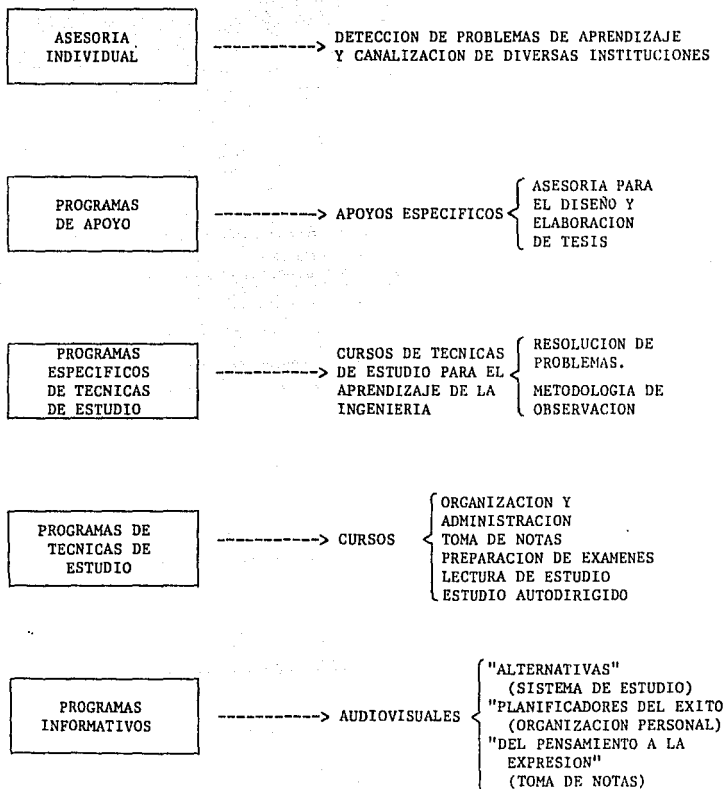 ASESORIA
INDIVIDUAL
DETECCION DE PROBLEMAS DE APRENDIZAJE
Y CANALIZACION DE DIVERSAS INSTITUCIONES
PROGRAMAS
DE APOYO
APOYOS ESPECIFICOS
ASESORIA PARA
EL DISEÑO Y
ELABORACION
DE TESIS
PROGRAMAS
ESPECIFICOS
DE TECNICAS
DE ESTUDIO
CURSOS DE TECNICAS
DE ESTUDIO PARA EL
APRENDIZAJE DE LA
INGENIERIA
RESOLUCION DE
PROBLEMAS.
METODOLOGIA DE
OBSERVACION
PROGRAMAS DE
TECNICAS DE
ESTUDIO
CURSOS
ORGANIZACION Y
ADMINISTRACION
TOMA DE NOTAS
PREPARACION DE EXAMENES
LECTURA DE ESTUDIO
ESTUDIO AUTODIRIGIDO
PROGRAMAS
INFORMATIVOS
AUDIOVISUALES
"ALTERNATIVAS"
(SISTEMA DE ESTUDIO)
"PLANIFICADORES DEL EXITO
(ORGANIZACION PERSONAL)
"DEL PENSAMIENTO A LA
EXPRESION"
(TOMA DE NOTAS)